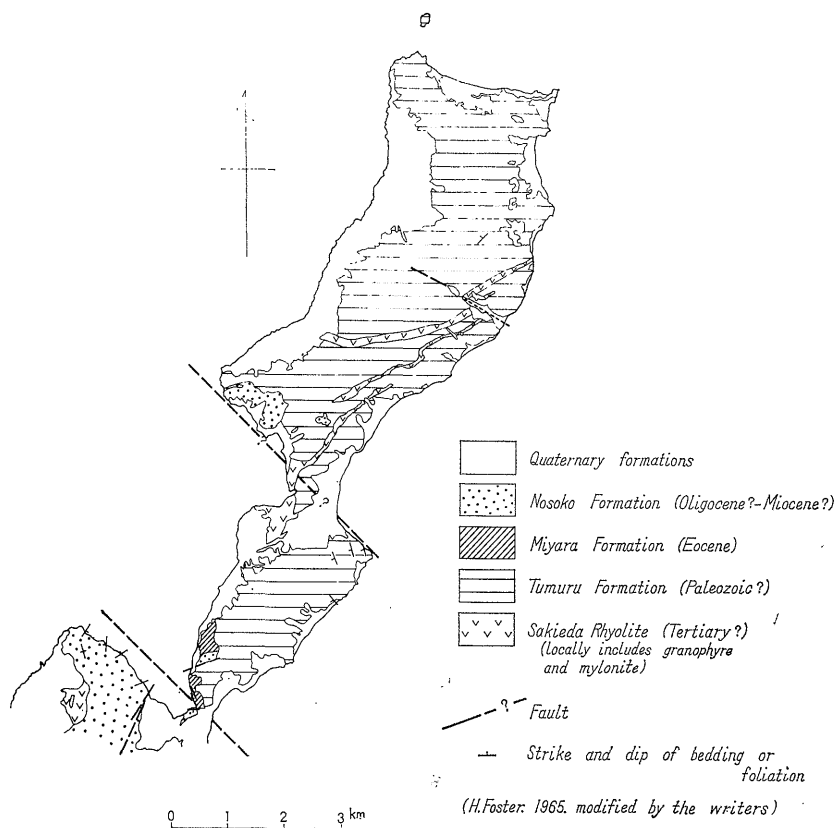 Quaternary formations
Nosoko Formation (Oligocene?-Miocene?)
Miyara Formation (Eocene)
Tumuru Formation (Paleozoic?)
Sakieda Rhyolite (Tertiary?)
(locally includes granophyre
and mylonite)
? Fault
Strike and dip of bedding or
foliation
(H.Foster. 1965. modified by the writers)
?
0 1 2 3 km